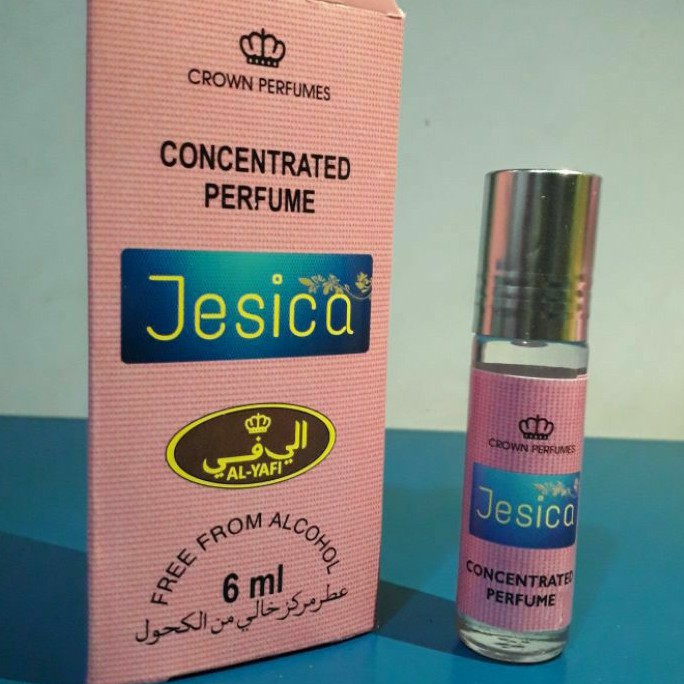 CROWN PERFUMES
CONCENTRATED
PERFUME
Jesica
الي في
AL-YAFI
FREE FROM ALCOHOL
6 ml
عطر مركز خالي من الكحول
CROWN PERFUMES
Jesica
CONCENTRATED
PERFUME